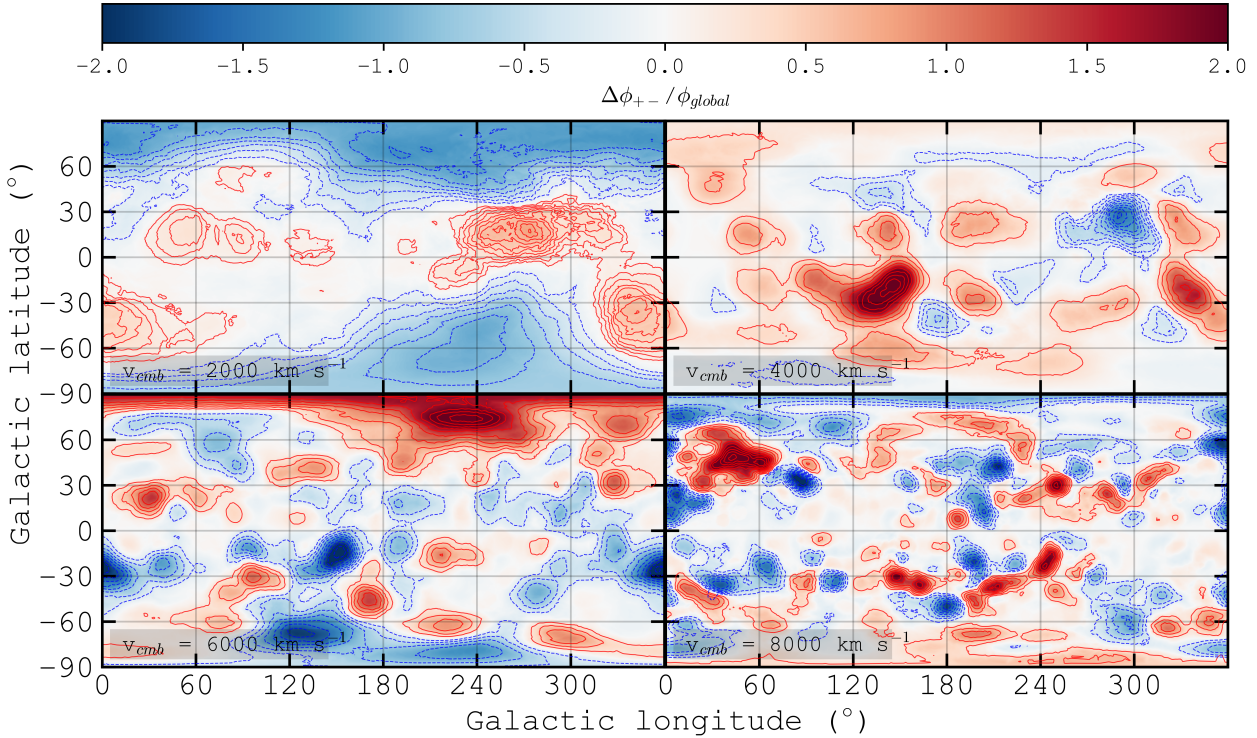 -2.0 -1.5 -1.0 -0.5 0.0 0.5 1.0 1.5 2.0
Δϕ+− /ϕglobal
60
30
0
−30
−60
−90
60
30
0
−30
−60
−90
Galactic latitude (°)
vcmb = 2000 km s−1
vcmb = 4000 km s−1
vcmb = 6000 km s−1
vcmb = 8000 km s−1
0 60 120 180 240 300 0 60 120 180 240 300
Galactic longitude (°)